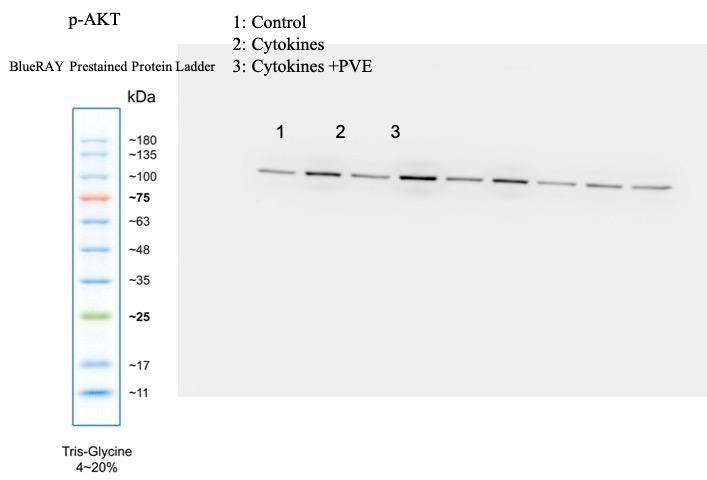 p-AKT
1: Control
2: Cytokines
3: Cytokines +PVE
BlueRAY Prestained Protein Ladder
kDa
1 2 3
~180
~135
~100
~75
~63
~48
~35
~25
~17
~11
Tris-Glycine
4~20%